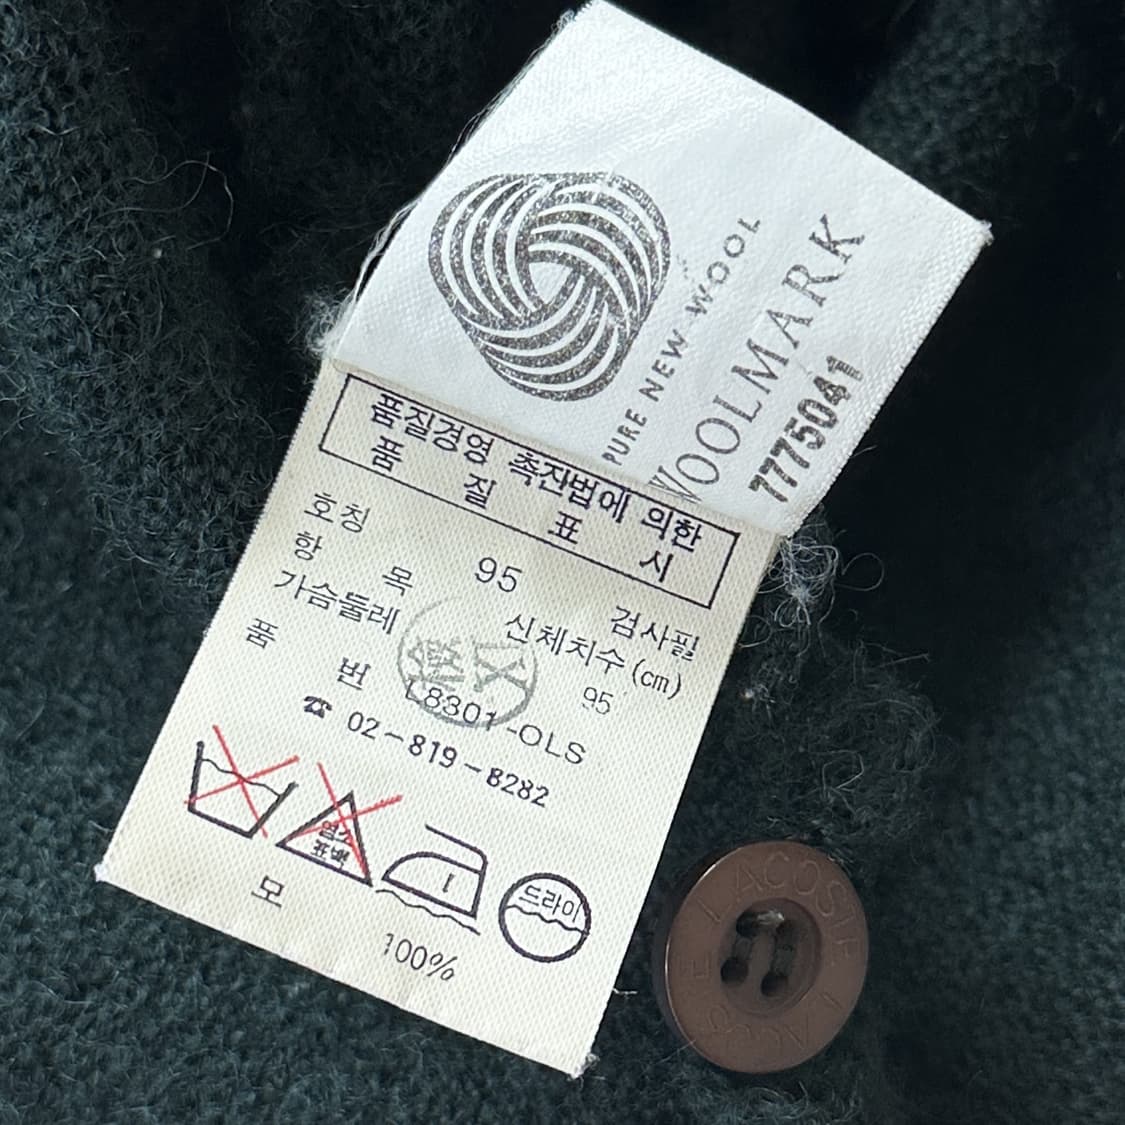 PURE NEW WOOL
WOOLMARK
7775041
품질경영 촉진법에 의한
품 질 표 시
호칭 95 검사필
항 목 신체치수 (cm)
가슴둘레 95
품 번 L8301-OLS
☎ 02-819-8282
염소
표백
드라이
모 100%
LACOSTE LACOSTE